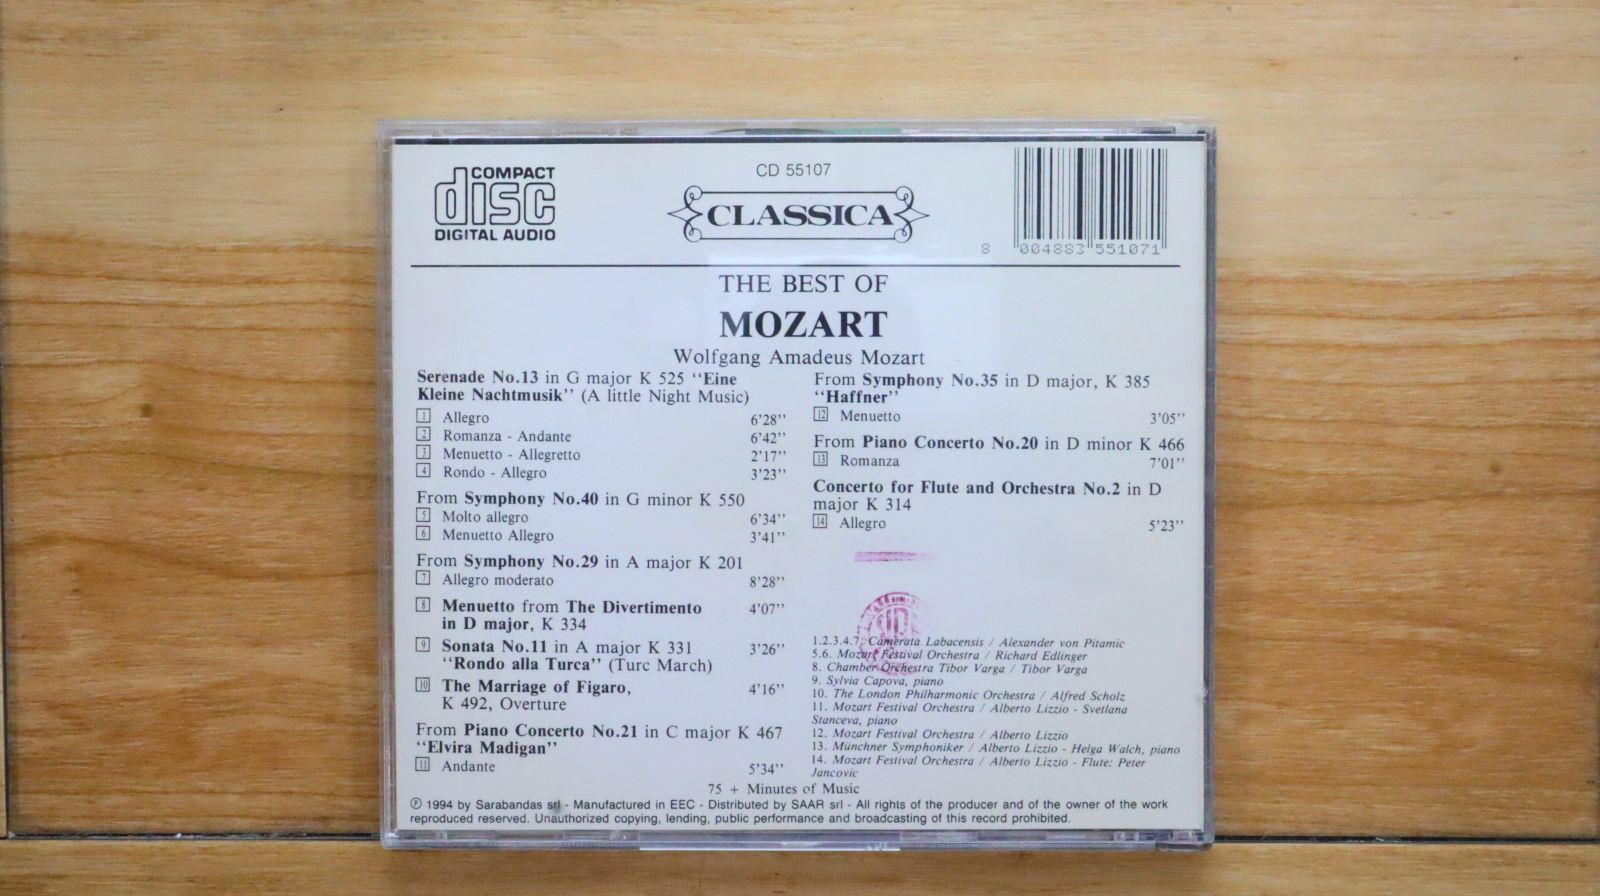 COMPACT
disc
DIGITAL AUDIO
CD 55107
CLASSICA
8 004883 551071
THE BEST OF
MOZART
Wolfgang Amadeus Mozart
Serenade No.13 in G major K 525 "Eine
Kleine Nachtmusik" (A little Night Music)
1 Allegro 6'28"
2 Romanza - Andante 6'42"
3 Menuetto - Allegretto 2'17"
4 Rondo - Allegro 3'23"
From Symphony No.40 in G minor K 550
5 Molto allegro 6'34"
6 Menuetto Allegro 3'41"
From Symphony No.29 in A major K 201
7 Allegro moderato 8'28"
8 Menuetto from The Divertimento 4'07"
in D major, K 334
9 Sonata No.11 in A major K 331 3'26"
"Rondo alla Turca" (Turc March)
10 The Marriage of Figaro, 4'16"
K 492, Overture
From Piano Concerto No.21 in C major K 467
"Elvira Madigan"
11 Andante 5'34"
From Symphony No.35 in D major, K 385
"Haffner"
12 Menuetto 3'05"
From Piano Concerto No.20 in D minor K 466
13 Romanza 7'01"
Concerto for Flute and Orchestra No.2 in D
major K 314
14 Allegro 5'23"
1.2.3.4.7. Camerata Labacensis / Alexander von Pitamic
5.6. Mozart Festival Orchestra / Richard Edlinger
8. Chamber Orchestra Tibor Varga / Tibor Varga
9. Sylvia Capova, piano
10. The London Philharmonic Orchestra / Alfred Scholz
11. Mozart Festival Orchestra / Alberto Lizzio - Svetlana
Stanceva, piano
12. Mozart Festival Orchestra / Alberto Lizzio
13. Münchner Symphoniker / Alberto Lizzio - Helga Walch, piano
14. Mozart Festival Orchestra / Alberto Lizzio - Flute: Peter
Jancovic
75 + Minutes of Music
℗ 1994 by Sarabandas srl - Manufactured in EEC - Distributed by SAAR srl - All rights of the producer and of the owner of the work
reproduced reserved. Unauthorized copying, lending, public performance and broadcasting of this record prohibited.